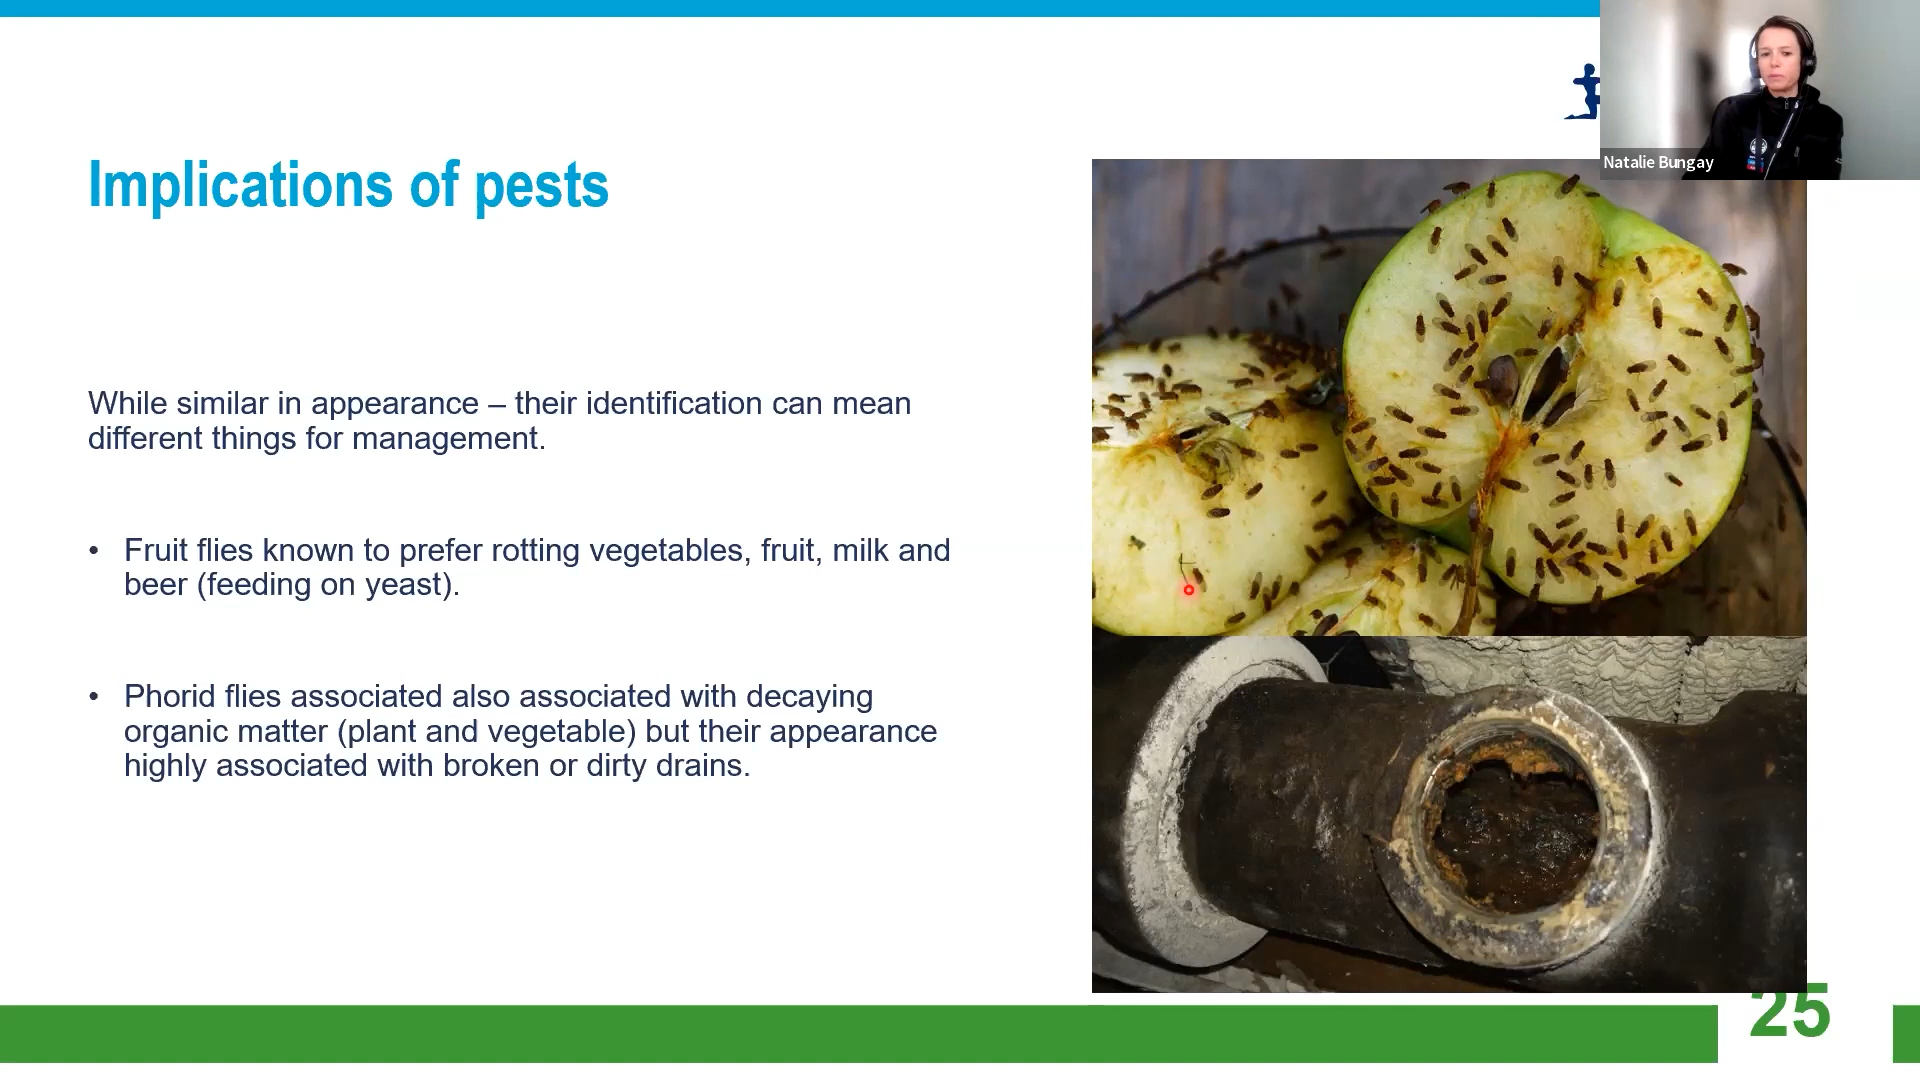 Natalie Bungay
Implications of pests
While similar in appearance – their identification can mean
different things for management.
• Fruit flies known to prefer rotting vegetables, fruit, milk and
beer (feeding on yeast).
• Phorid flies associated also associated with decaying
organic matter (plant and vegetable) but their appearance
highly associated with broken or dirty drains.
25